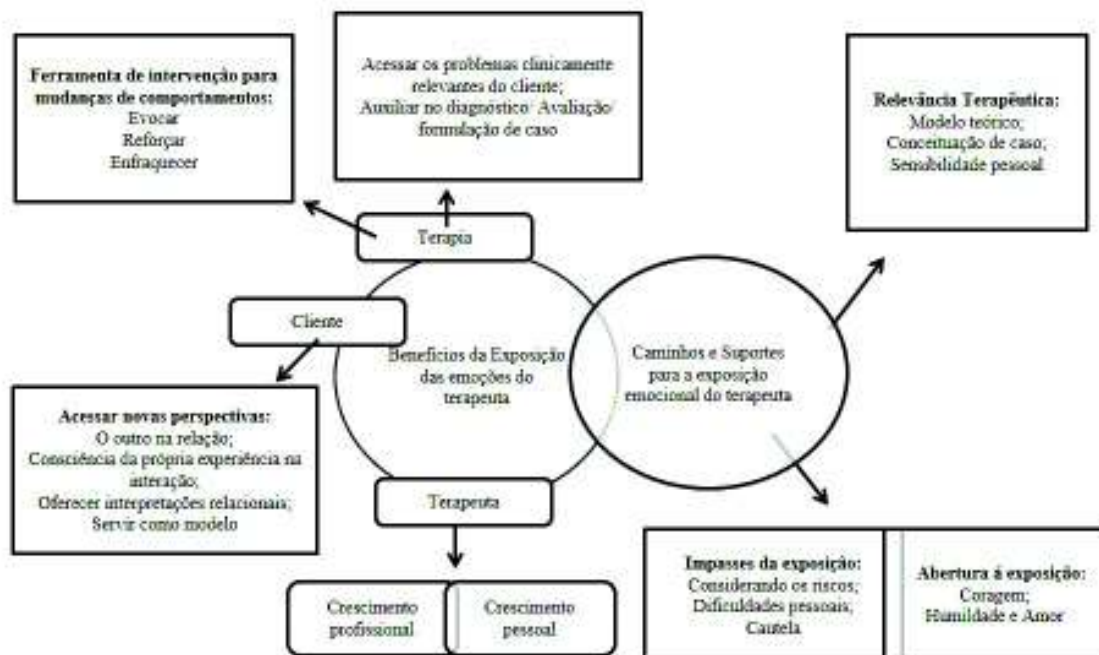 Ferramenta de intervenção para
mudanças de comportamentos:
Evocar
Reforçar
Enfraquecer
Acessar os problemas clinicamente
relevantes do cliente;
Auxiliar no diagnóstico/ Avaliação/
formulação de caso
Relevância Terapêutica:
Modelo teórico;
Conceituação de caso;
Sensibilidade pessoal
Terapia
Cliente
Benefícios da Exposição
das emoções do
terapeuta
Caminhos e Suportes
para a exposição
emocional do terapeuta
Acessar novas perspectivas:
O outro na relação;
Consciência da própria experiência na
interação;
Oferecer interpretações relacionais;
Servir como modelo
Terapeuta
Crescimento
profissional
Crescimento
pessoal
Impasses da exposição:
Considerando os riscos;
Dificuldades pessoais;
Cautela
Abertura á exposição:
Coragem;
Humildade e Amor